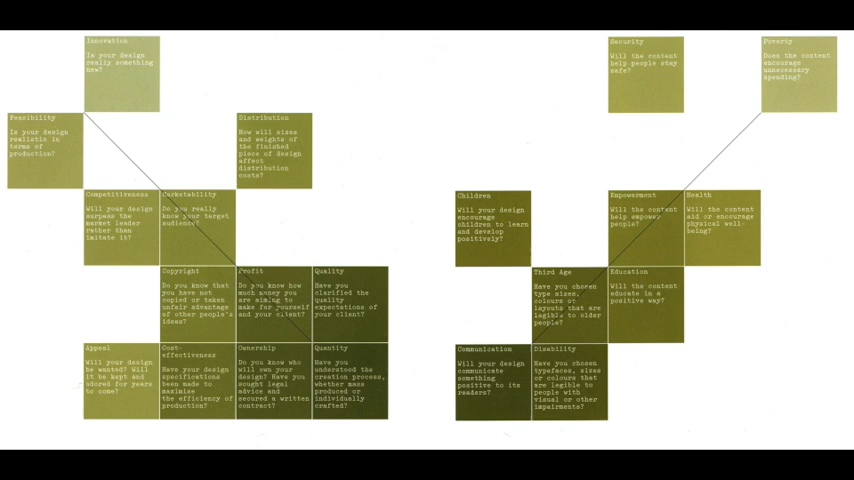 Innovation
Is your design
really something
new?
Feasibility
Is your design
realistic in
terms of
production?
Distribution
How will sizes
and weights of
the finished
piece of design
affect
distribution
costs?
Competitiveness
Will your design
surpass the
market leader
rather than
imitate it?
Marketability
Do you really
know your target
audience?
Copyright
Do you know that
you have not
copied or taken
unfair advantage
of other people's
ideas?
Profit
Do you know how
much money you
are aiming to
make for yourself
and your client?
Quality
Have you
clarified the
quality
expectations of
your client?
Appeal
Will your design
be wanted? Will
it be kept and
adored for years
to come?
Cost-
effectiveness
Have your design
specifications
been made to
maximise
the efficiency of
production?
Ownership
Do you know who
will own your
design? Have you
sought legal
advice and
secured a written
contract?
Quantity
Have you
understood the
creation process,
whether mass
produced or
individually
crafted?
Security
Will the content
help people stay
safe?
Poverty
Does the content
encourage
unnecessary
spending?
Children
Will your design
encourage
children to learn
and develop
positively?
Empowerment
Will the content
help empower
people?
Health
Will the content
aid or encourage
physical well-
being?
Third Age
Have you chosen
type sizes,
colours or
layouts that are
legible to older
people?
Education
Will the content
educate in a
positive way?
Communication
Will your design
communicate
something
positive to its
readers?
Disability
Have you chosen
typefaces, sizes
or colours that
are legible to
people with
visual or other
impairments?